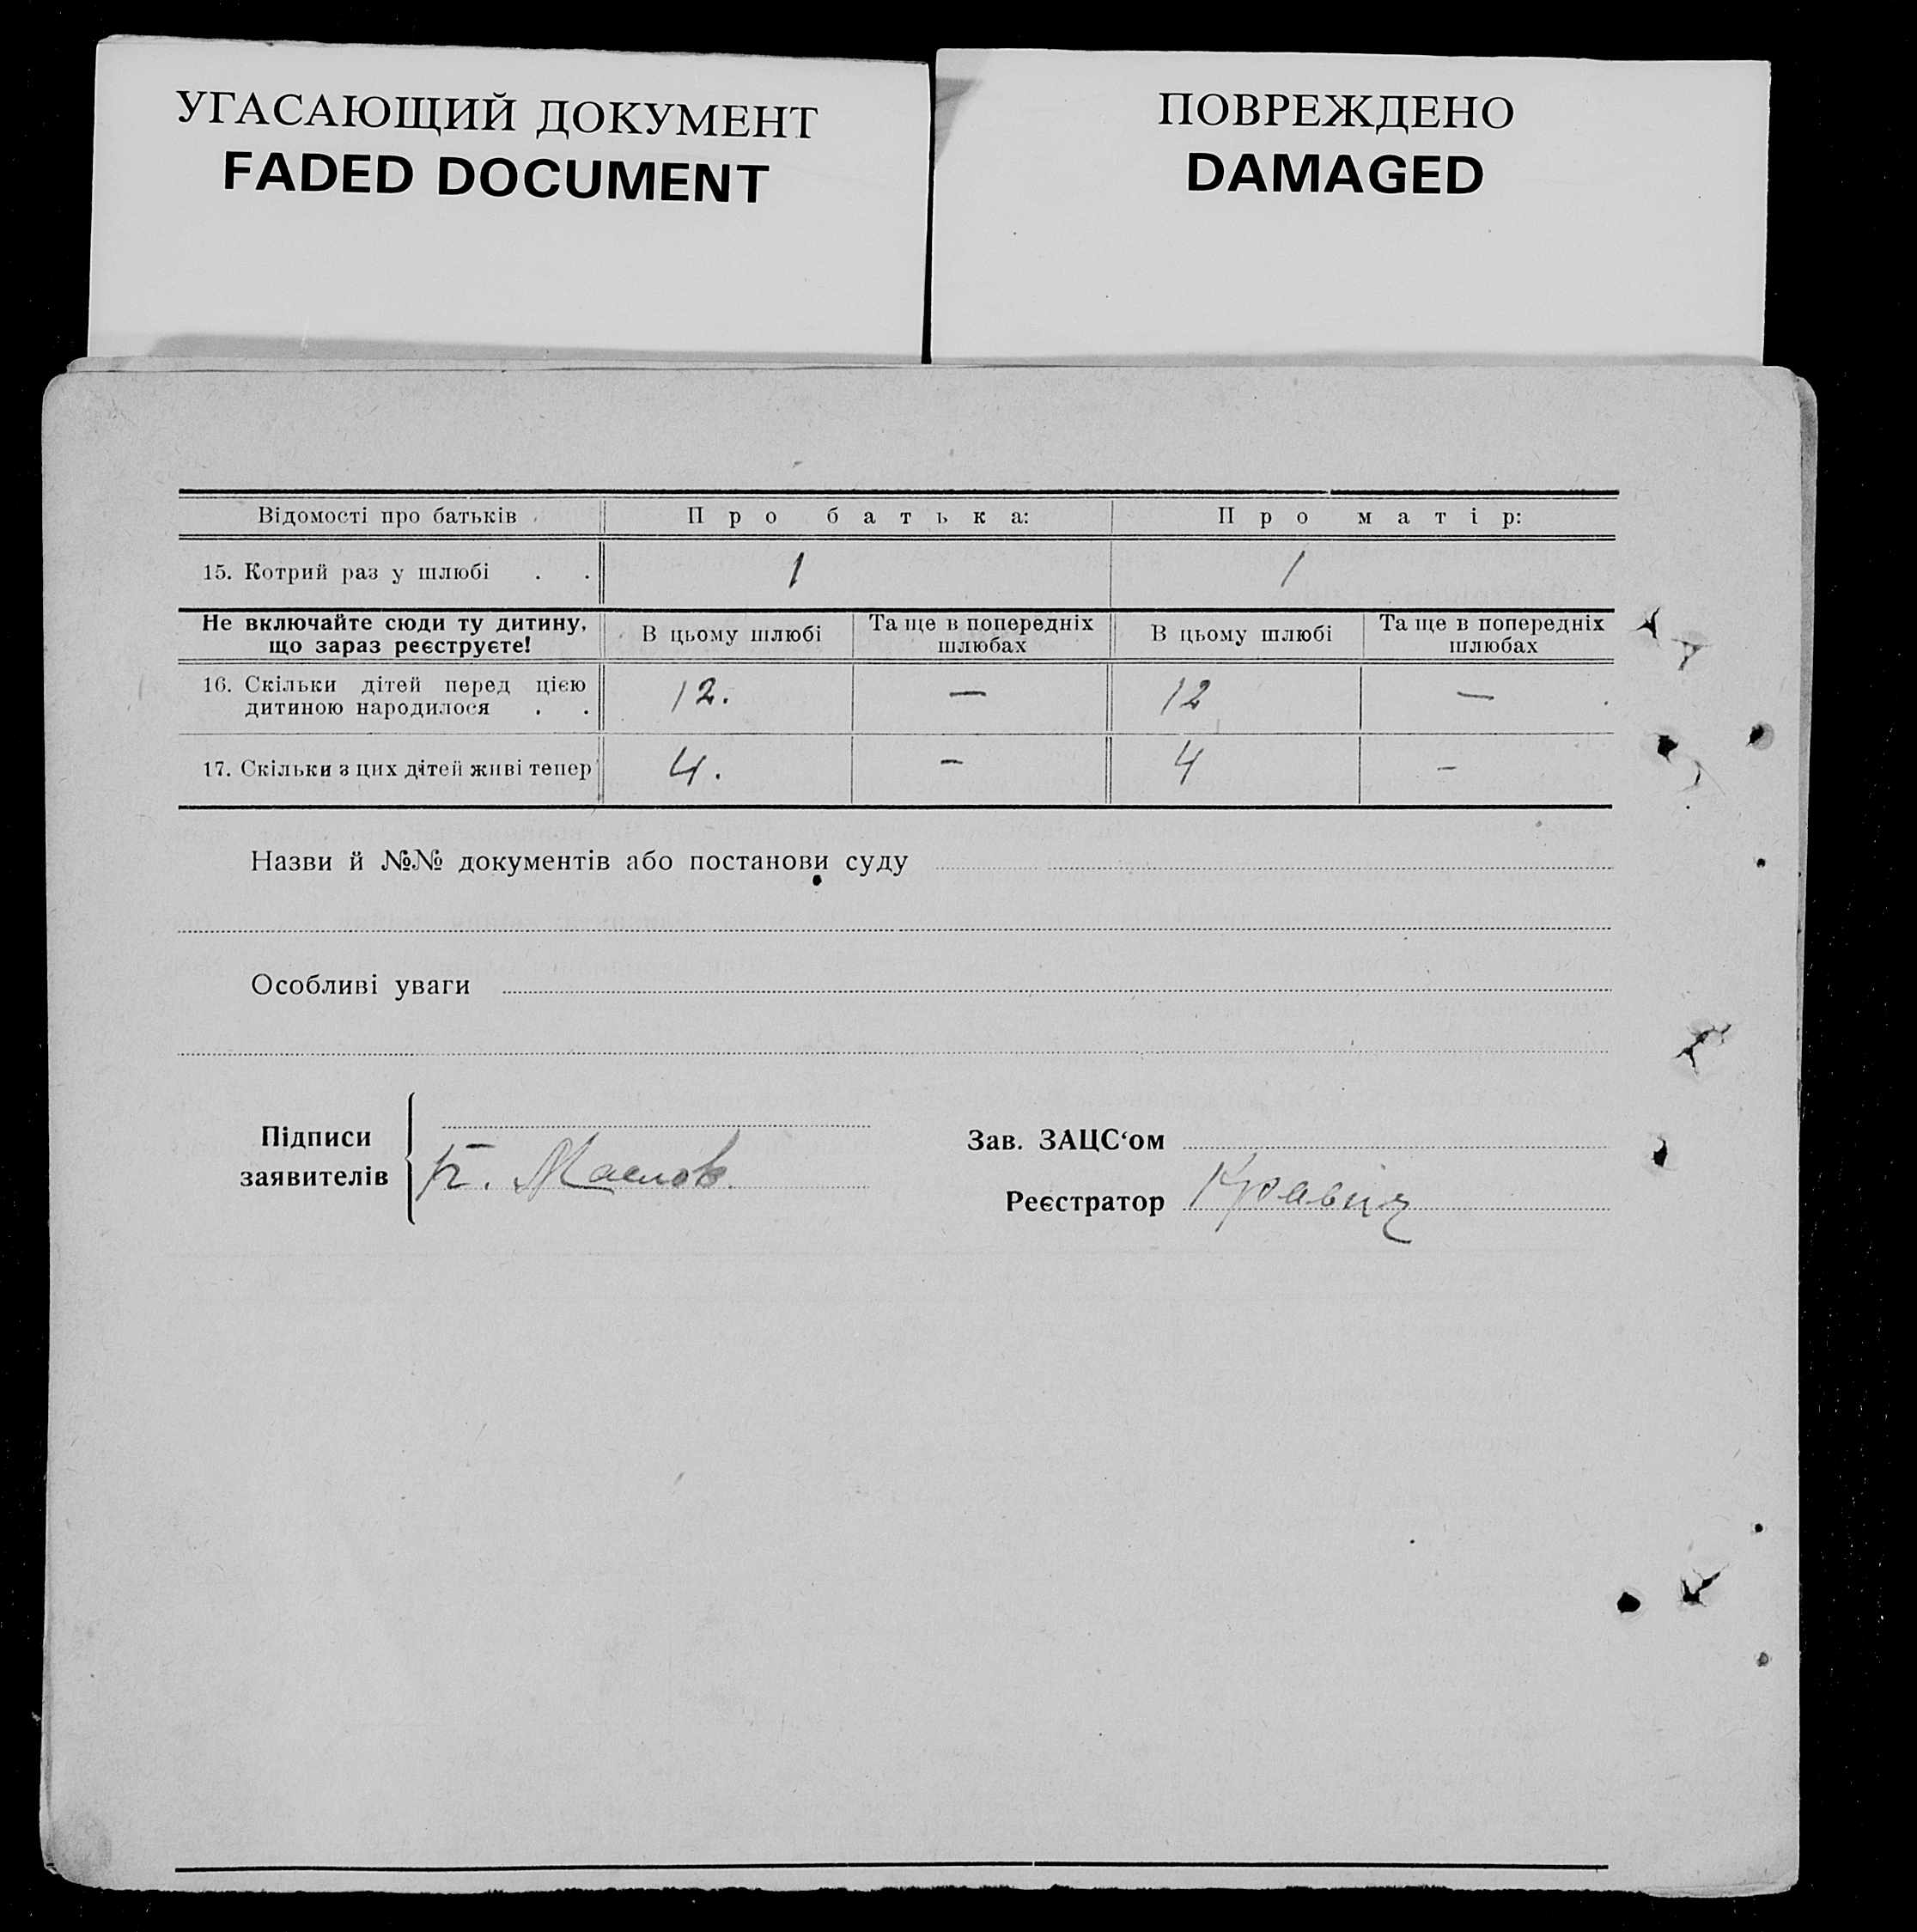 УГАСАЮЩИЙ ДОКУМЕНТ
FADED DOCUMENT
ПОВРЕЖДЕНО
DAMAGED
Відомості про батьків Про батька: Про матір:
15. Котрий раз у шлюбі . . 1 1
Не включайте сюди ту дитину, що зараз реєструєте! В цьому шлюбі Та ще в попередніх шлюбах В цьому шлюбі Та ще в попередніх шлюбах
16. Скільки дітей перед цією дитиною народилося . . 12. — 12 —
17. Скільки з цих дітей живі тепер 4. - 4 -
Назви й №№ документів або постанови суду
Особливі уваги
Підписи заявителів
Маслов
Зав. ЗАЦС‘ом
Реєстратор